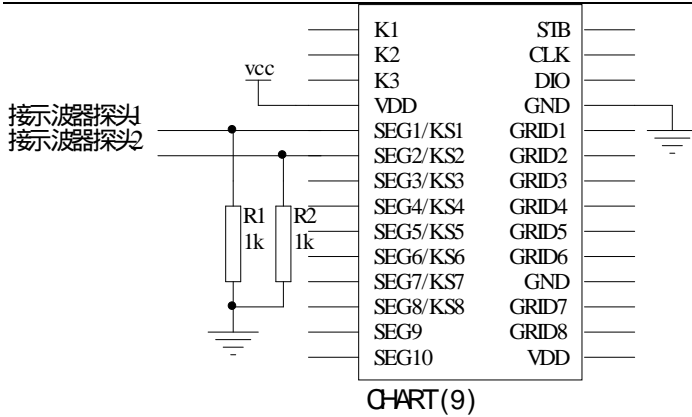 K1 STB
K2 CLK
vcc K3 DIO
VDD GND
接示波器探头1 SEG1/KS1 GRID1
接示波器探头2 SEG2/KS2 GRID2
SEG3/KS3 GRID3
R1 R2 SEG4/KS4 GRID4
1k 1k SEG5/KS5 GRID5
SEG6/KS6 GRID6
SEG7/KS7 GND
SEG8/KS8 GRID7
SEG9 GRID8
SEG10 VDD
CHART(9)